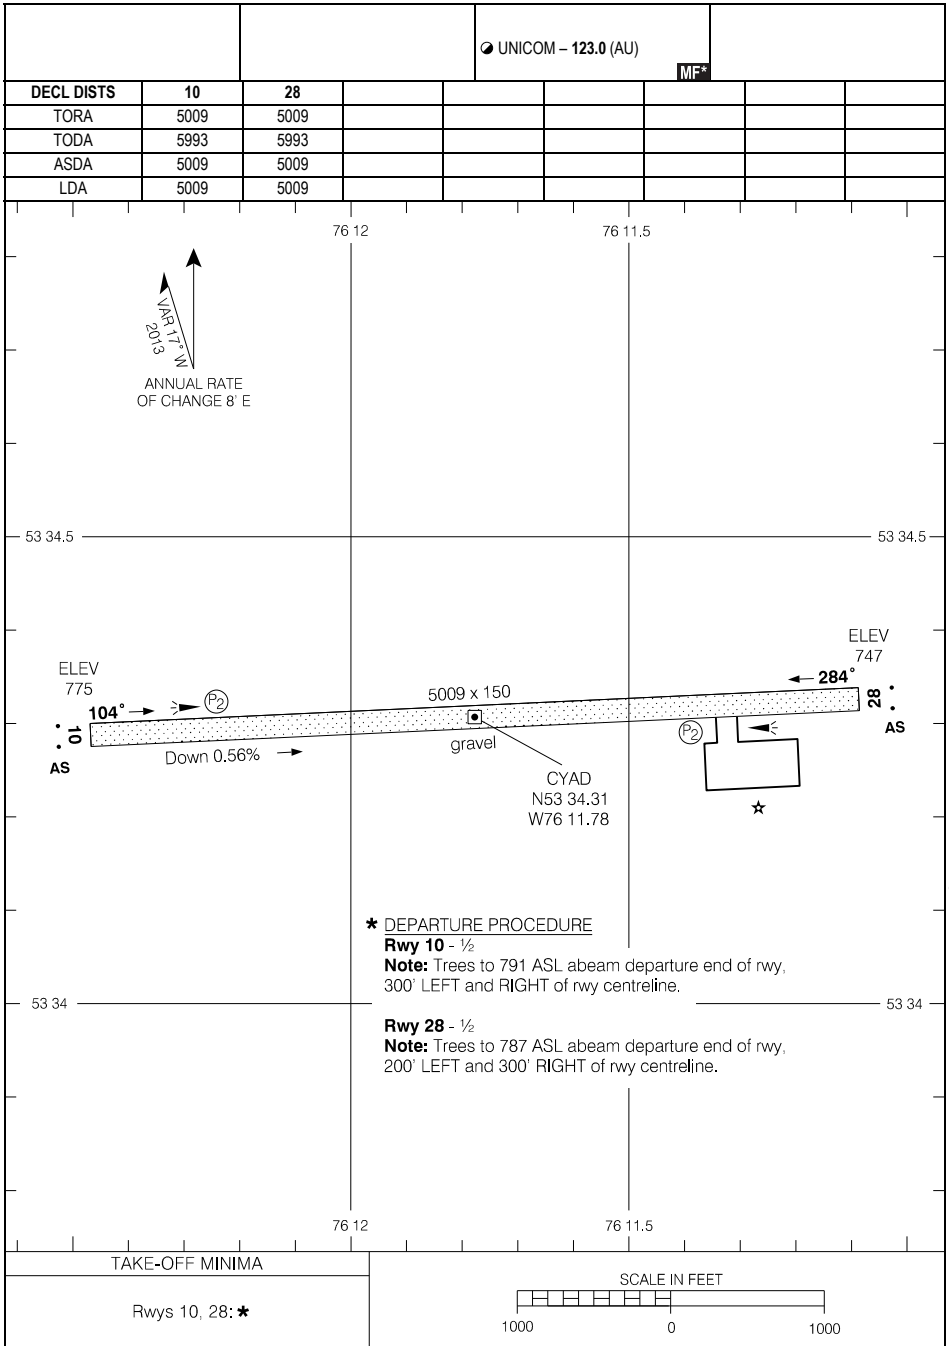 UNICOM – 123.0 (AU)
MF*
DECL DISTS 10 28
TORA 5009 5009
TODA 5993 5993
ASDA 5009 5009
LDA 5009 5009
76 12 76 11.5
VAR 17° W
2013
ANNUAL RATE
OF CHANGE 8' E
53 34.5 53 34.5
ELEV
747
ELEV
775
284°
28
AS
5009 x 150
P2
104°
10
AS
Down 0.56%
gravel
P2
CYAD
N53 34.31
W76 11.78
* DEPARTURE PROCEDURE
Rwy 10 - ½
Note: Trees to 791 ASL abeam departure end of rwy,
300' LEFT and RIGHT of rwy centreline.
53 34 53 34
Rwy 28 - ½
Note: Trees to 787 ASL abeam departure end of rwy,
200' LEFT and 300' RIGHT of rwy centreline.
76 12 76 11.5
TAKE-OFF MINIMA
Rwys 10, 28: *
SCALE IN FEET
1000 0 1000